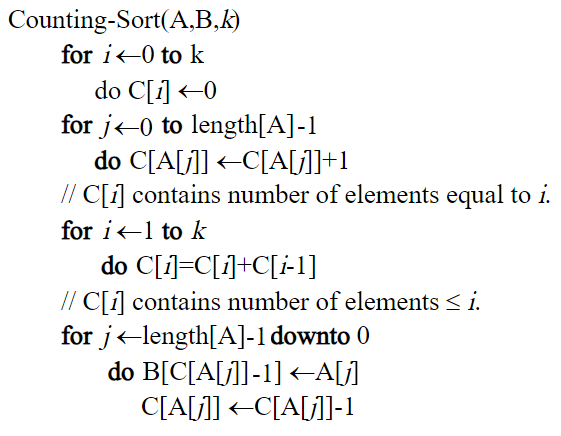 Counting-Sort(A,B,k)
for i←0 to k
do C[i] ←0
for j←0 to length[A]-1
do C[A[j]] ←C[A[j]]+1
// C[i] contains number of elements equal to i.
for i←1 to k
do C[i]=C[i]+C[i-1]
// C[i] contains number of elements ≤ i.
for j←length[A]-1 downto 0
do B[C[A[j]]-1] ←A[j]
C[A[j]] ←C[A[j]]-1